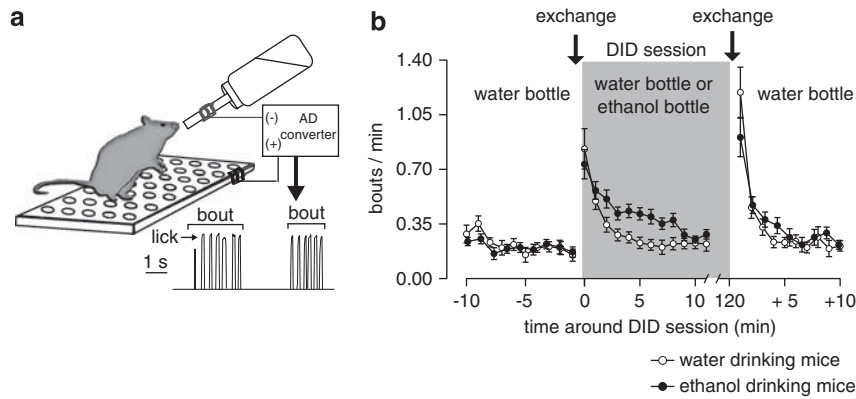 a
(-)
AD
converter
(+)
bout
bout
lick
1 s
b
exchange
exchange
DID session
water bottle
water bottle or
ethanol bottle
water bottle
bouts / min
1.40
1.05
0.70
0.35
0.00
-10
-5
0
5
10
120
+ 5
+10
time around DID session (min)
water drinking mice
ethanol drinking mice